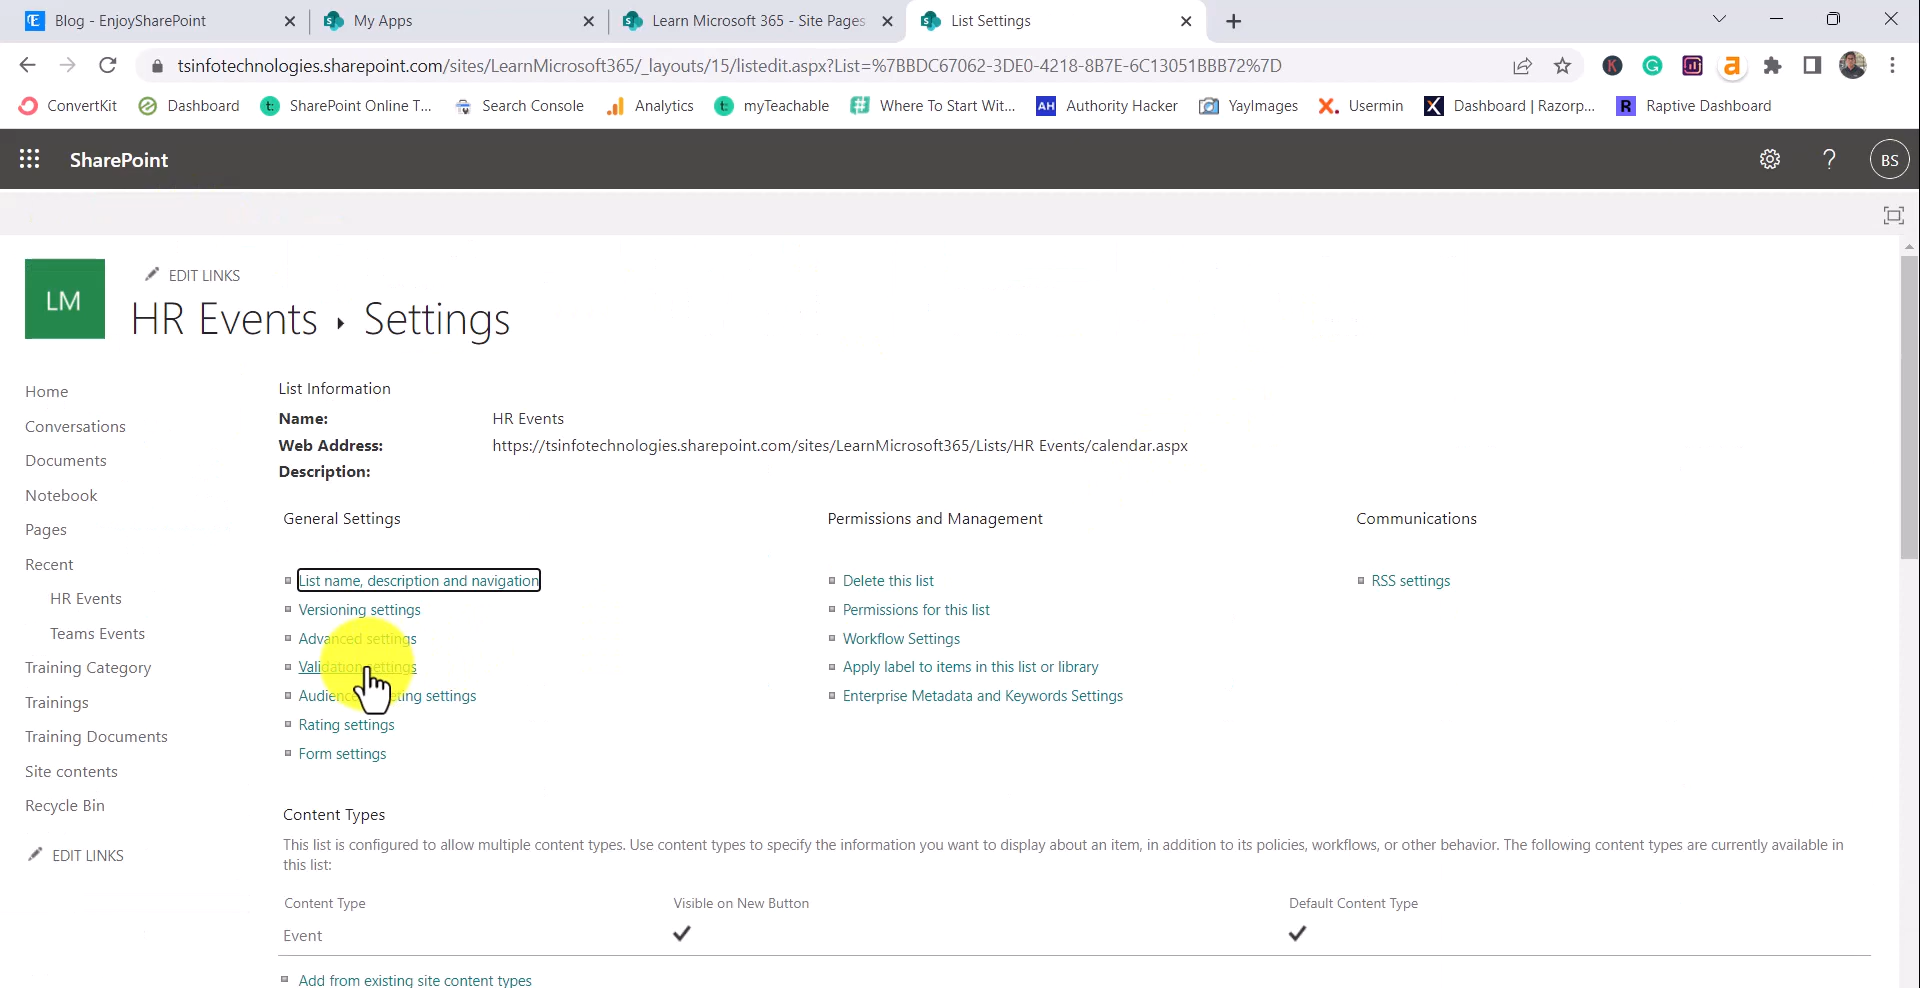 Blog - EnjoySharePoint
My Apps
Learn Microsoft 365 - Site Pages
List Settings
tsinfotechnologies.sharepoint.com/sites/LearnMicrosoft365/_layouts/15/listedit.aspx?List=%7BBDC67062-3DE0-4218-8B7E-6C13051BBB72%7D
ConvertKit
Dashboard
SharePoint Online T...
Search Console
Analytics
myTeachable
Where To Start Wit...
AH Authority Hacker
YayImages
Usermin
Dashboard | Razorp...
R Raptive Dashboard
SharePoint
? BS
LM
EDIT LINKS
HR Events ▸ Settings
Home
Conversations
Documents
Notebook
Pages
Recent
HR Events
Teams Events
Training Category
Trainings
Training Documents
Site contents
Recycle Bin
EDIT LINKS
List Information
Name: HR Events
Web Address: https://tsinfotechnologies.sharepoint.com/sites/LearnMicrosoft365/Lists/HR Events/calendar.aspx
Description:
General Settings
List name, description and navigation
Versioning settings
Advanced settings
Validation settings
Rating settings
Form settings
Permissions and Management
Delete this list
Permissions for this list
Workflow Settings
Apply label to items in this list or library
Enterprise Metadata and Keywords Settings
Communications
RSS settings
Content Types
This list is configured to allow multiple content types. Use content types to specify the information you want to display about an item, in addition to its policies, workflows, or other behavior. The following content types are currently available in
this list:
Content Type Visible on New Button Default Content Type
Event
Add from existing site content types